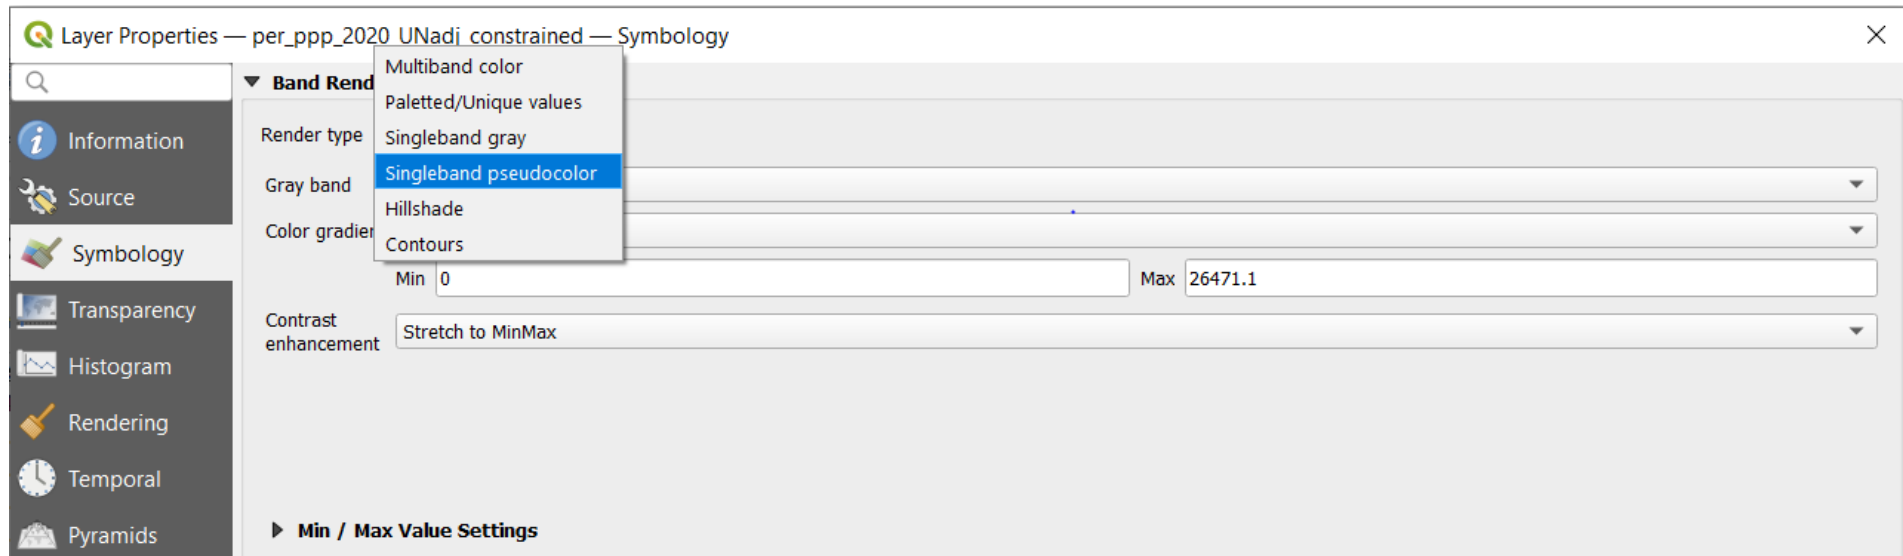 Layer Properties — per_ppp_2020_UNadj_constrained — Symbology
Information
Source
Symbology
Transparency
Histogram
Rendering
Temporal
Pyramids
Band Rend
Render type
Multiband color
Paletted/Unique values
Singleband gray
Singleband pseudocolor
Hillshade
Contours
Gray band
Color gradien
Min 0 Max 26471.1
Contrast
enhancement
Stretch to MinMax
Min / Max Value Settings